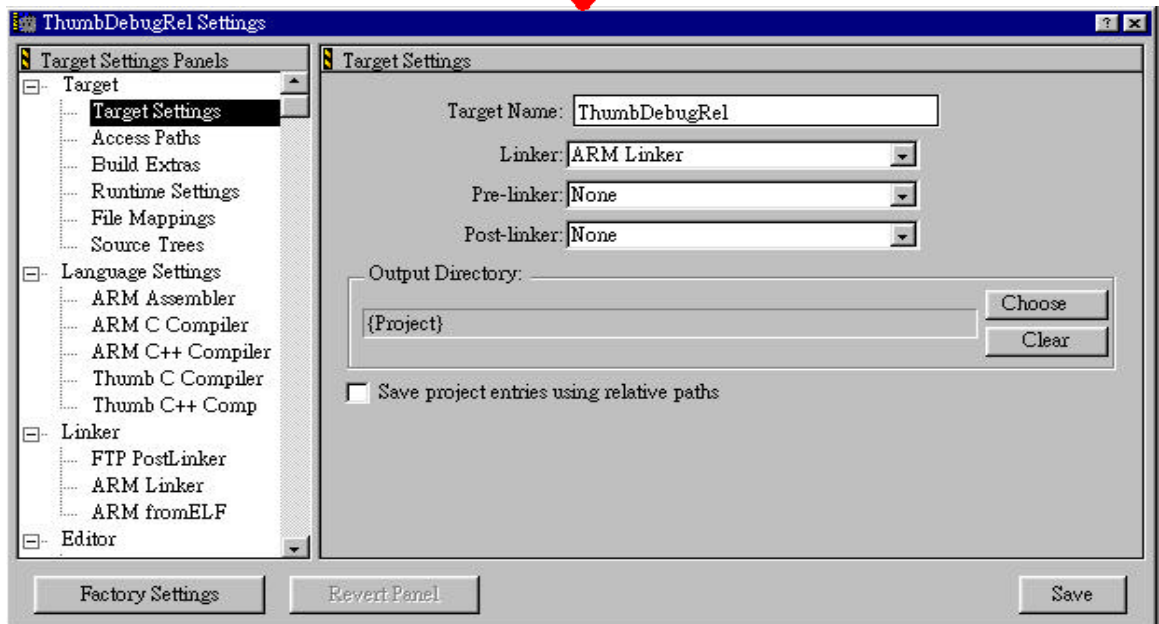 ThumbDebugRel Settings
Target Settings Panels
Target
Target Settings
Access Paths
Build Extras
Runtime Settings
File Mappings
Source Trees
Language Settings
ARM Assembler
ARM C Compiler
ARM C++ Compiler
Thumb C Compiler
Thumb C++ Comp
Linker
FTP PostLinker
ARM Linker
ARM fromELF
Editor
Target Settings
Target Name: ThumbDebugRel
Linker: ARM Linker
Pre-linker: None
Post-linker: None
Output Directory:
{Project}
Choose
Clear
Save project entries using relative paths
Factory Settings
Revert Panel
Save